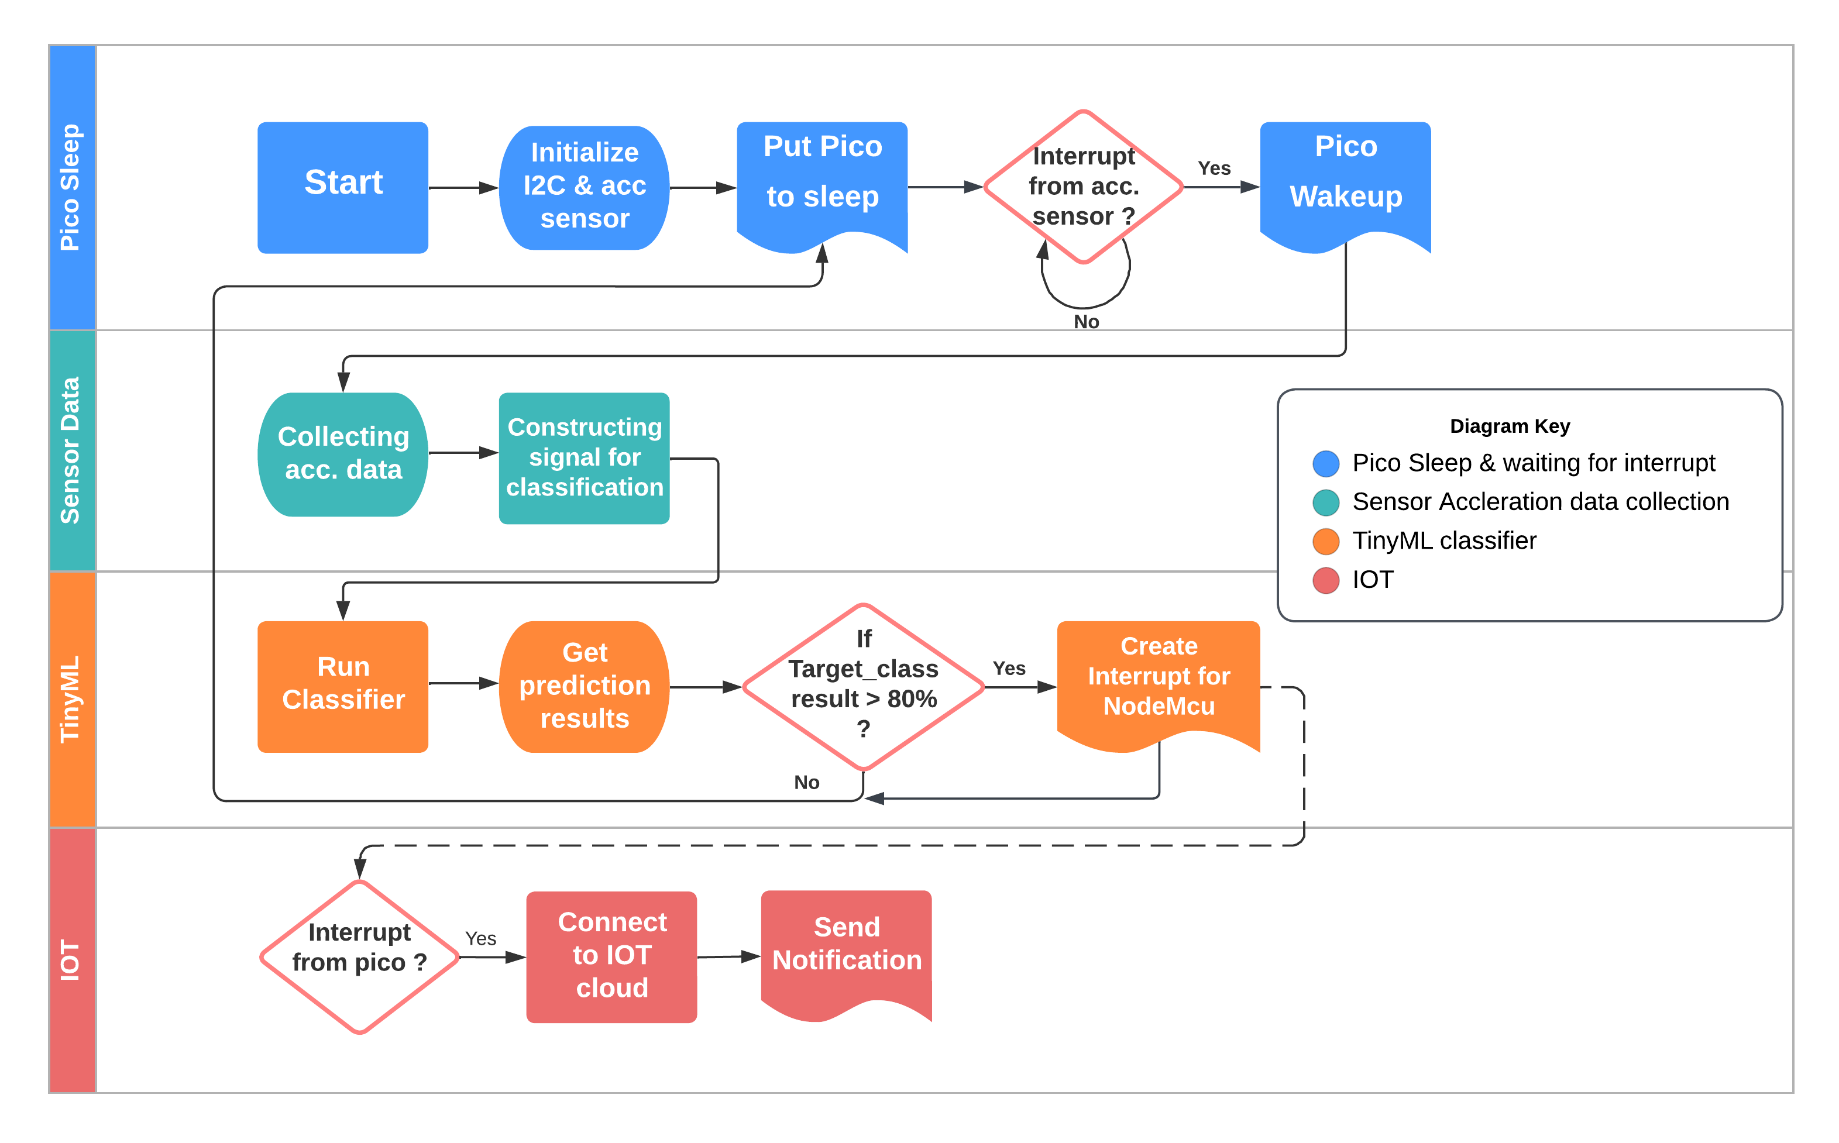 Pico Sleep
Start
Initialize
I2C & acc
sensor
Put Pico
to sleep
Interrupt
from acc.
sensor ?
Yes
No
Pico
Wakeup
Sensor Data
Collecting
acc. data
Constructing
signal for
classification
Diagram Key
Pico Sleep & waiting for interrupt
Sensor Accleration data collection
TinyML classifier
IOT
TinyML
Run
Classifier
Get
prediction
results
If
Target_class
result > 80%
?
Yes
No
Create
Interrupt for
NodeMcu
IOT
Interrupt
from pico ?
Yes
Connect
to IOT
cloud
Send
Notification